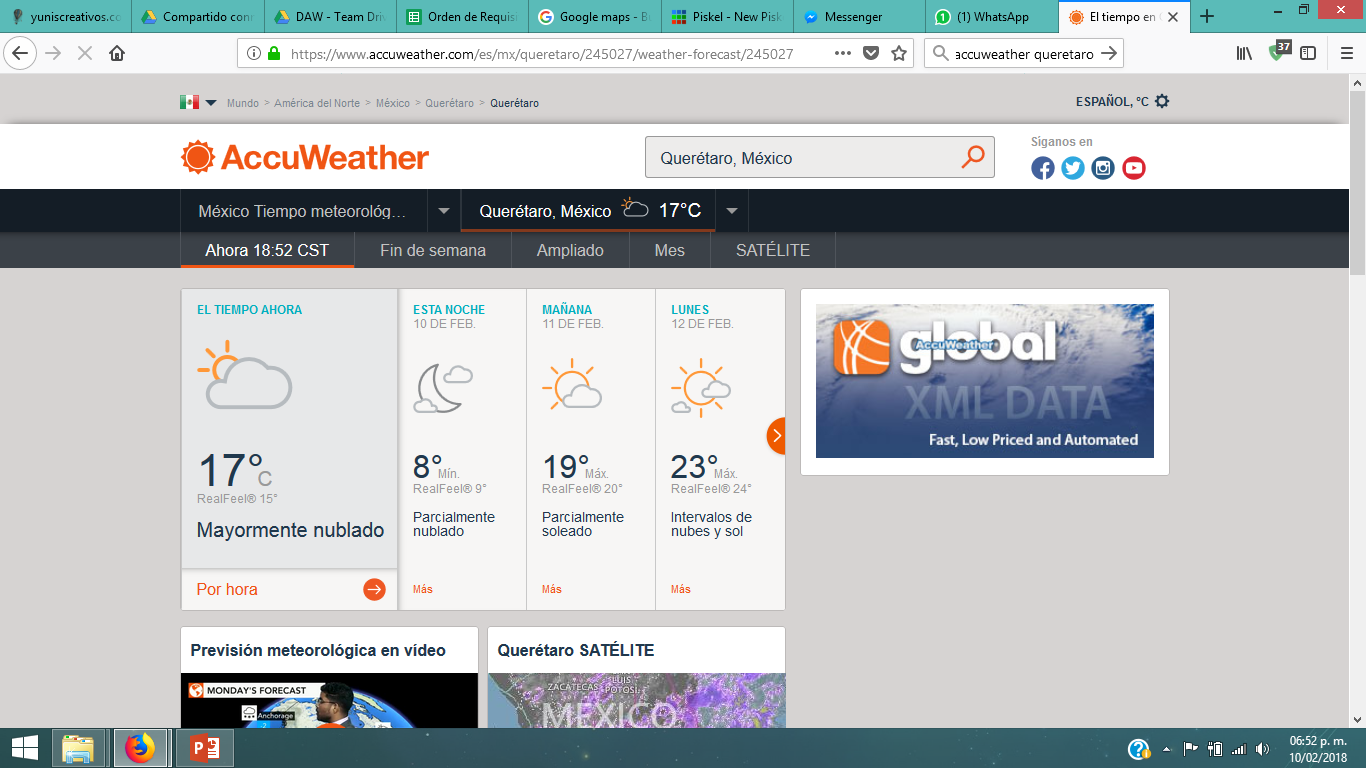 yuniscreativos.co
Compartido conm
DAW - Team Driv
Orden de Requisi
Google maps - Bu
Piskel - New Pisk
Messenger
(1) WhatsApp
El tiempo en
https://www.accuweather.com/es/mx/queretaro/245027/weather-forecast/245027
accuweather queretaro
37
Mundo > América del Norte > México > Querétaro > Querétaro
ESPAÑOL, °C
AccuWeather
Querétaro, México
Síganos en
México Tiempo meteorológ...
Querétaro, México 17°C
Ahora 18:52 CST
Fin de semana
Ampliado
Mes
SATÉLITE
EL TIEMPO AHORA
17°C
RealFeel® 15°
Mayormente nublado
Por hora
ESTA NOCHE
10 DE FEB.
8° Mín.
RealFeel® 9°
Parcialmente
nublado
Más
MAÑANA
11 DE FEB.
19° Máx.
RealFeel® 20°
Parcialmente
soleado
Más
LUNES
12 DE FEB.
23° Máx.
RealFeel® 24°
Intervalos de
nubes y sol
Más
global
AccuWeather
XML DATA
Fast, Low Priced and Automated
Previsión meteorológica en vídeo
MONDAY'S FORECAST
Anchorage
Querétaro SATÉLITE
ZACATECAS
LUIS
POTOSÍ
MÉXICO
06:52 p. m.
10/02/2018